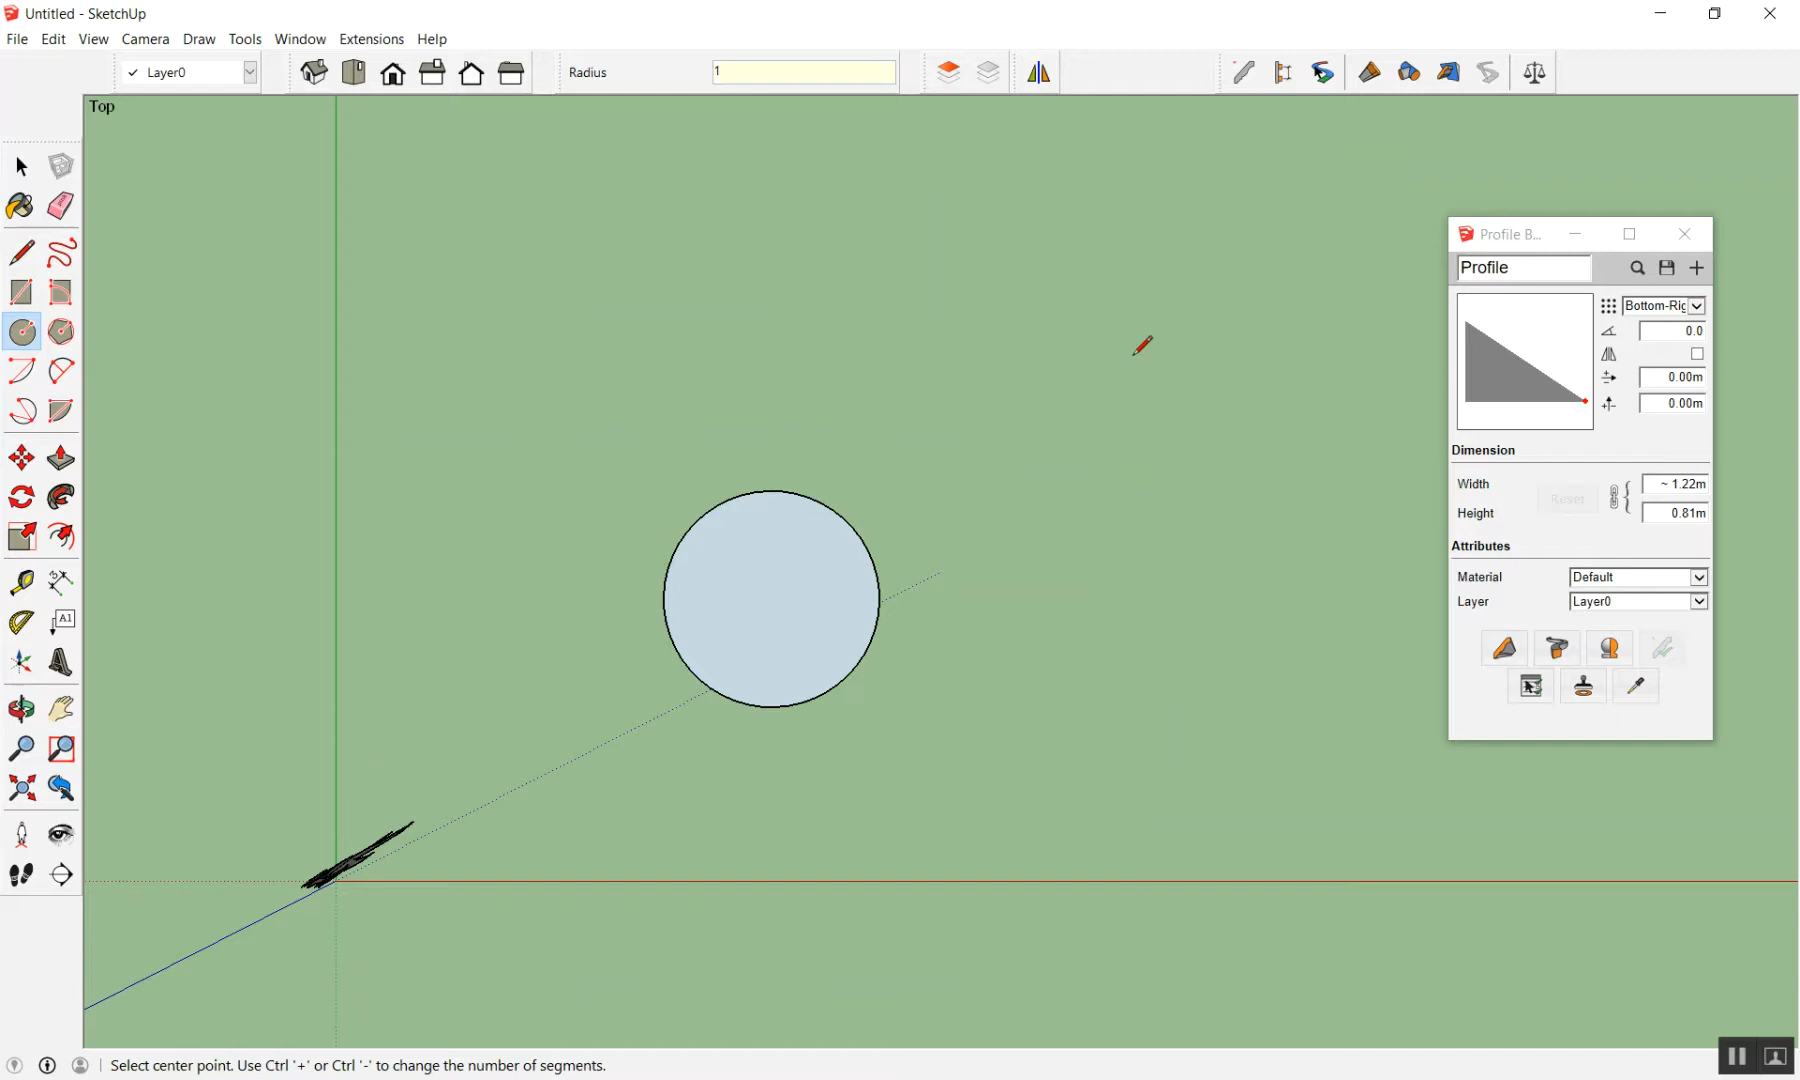 Untitled - SketchUp
File Edit View Camera Draw Tools Window Extensions Help
✓ Layer0
Radius 1
Top
Profile B...
Profile
Bottom-Rig
0.0
0.00m
0.00m
Dimension
Width ~ 1.22m
Reset
Height 0.81m
Attributes
Material Default
Layer Layer0
A1
Select center point. Use Ctrl '+' or Ctrl '-' to change the number of segments.